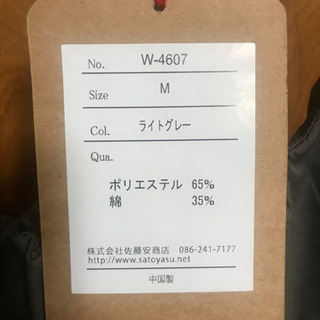 No. W-4607
Size M
Col. ライトグレー
Qua.
ポリエステル 65%
綿 35%
株式会社佐藤安商店 086-241-7177
http://www.satoyasu.net
中国製